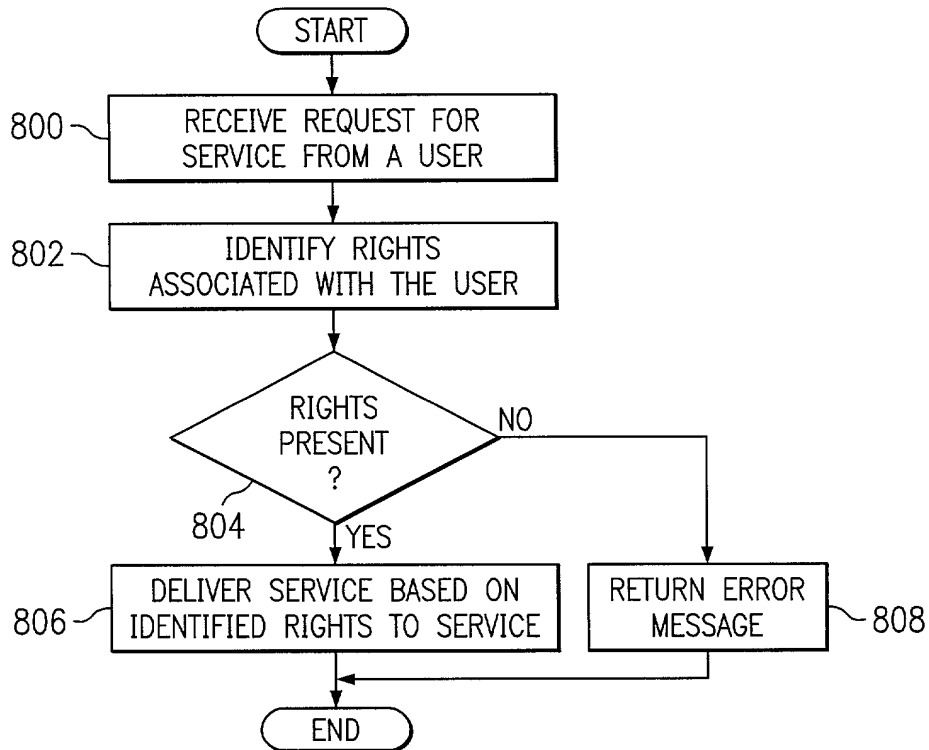 START
800
RECEIVE REQUEST FOR
SERVICE FROM A USER
802
IDENTIFY RIGHTS
ASSOCIATED WITH THE USER
RIGHTS
PRESENT
?
NO
804
YES
806
DELIVER SERVICE BASED ON
IDENTIFIED RIGHTS TO SERVICE
RETURN ERROR
MESSAGE
808
END